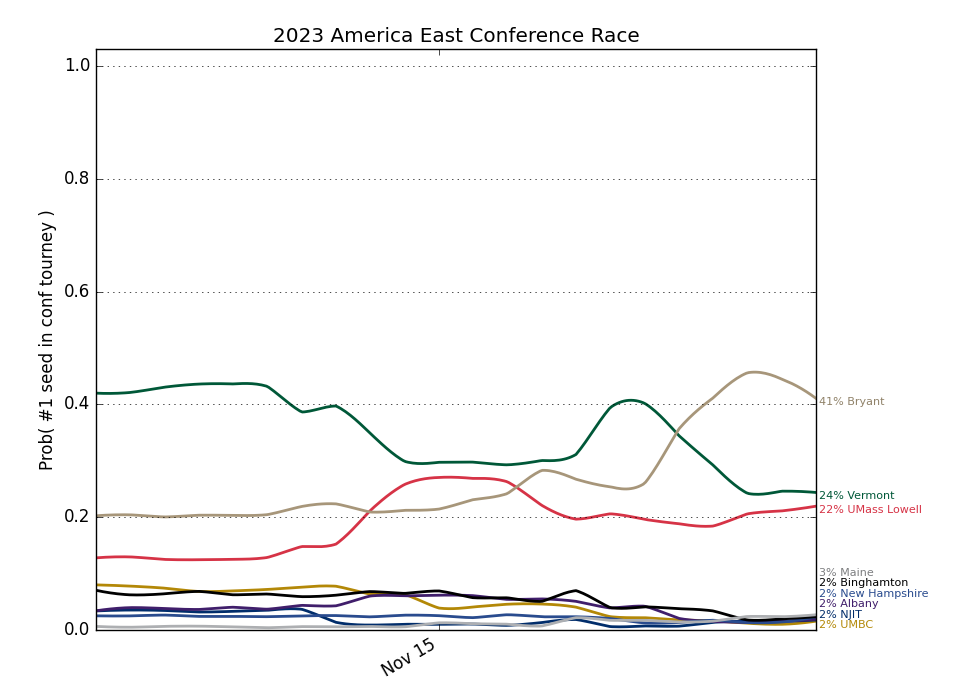 2023 America East Conference Race
Prob( #1 seed in conf tourney )
1.0
0.8
0.6
0.4
0.2
0.0
Nov 15
41% Bryant
24% Vermont
22% UMass Lowell
3% Maine
2% Binghamton
2% New Hampshire
2% Albany
2% NJIT
2% UMBC